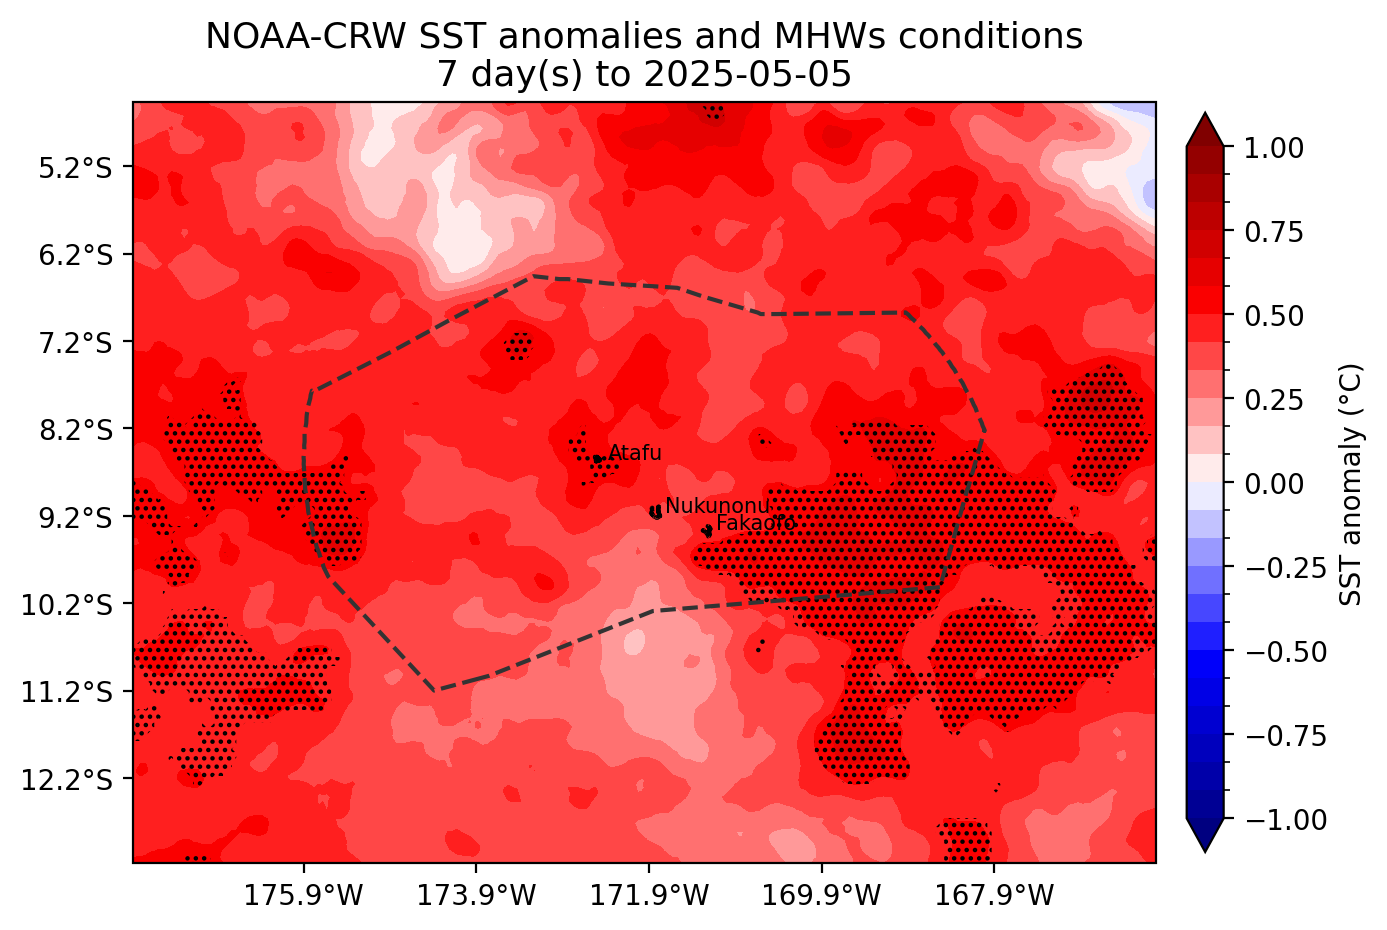 NOAA-CRW SST anomalies and MHWs conditions
7 day(s) to 2025-05-05
5.2°S
6.2°S
7.2°S
8.2°S
9.2°S
10.2°S
11.2°S
12.2°S
175.9°W
173.9°W
171.9°W
169.9°W
167.9°W
Atafu
Nukunonu
Fakaofo
1.00
0.75
0.50
0.25
0.00
−0.25
−0.50
−0.75
−1.00
SST anomaly (°C)